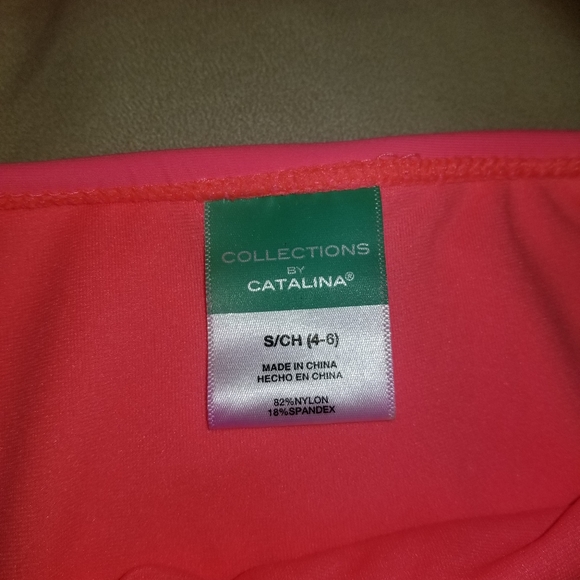 COLLECTIONS
BY
CATALINA®
S/CH (4-6)
MADE IN CHINA
HECHO EN CHINA
82%NYLON
18%SPANDEX